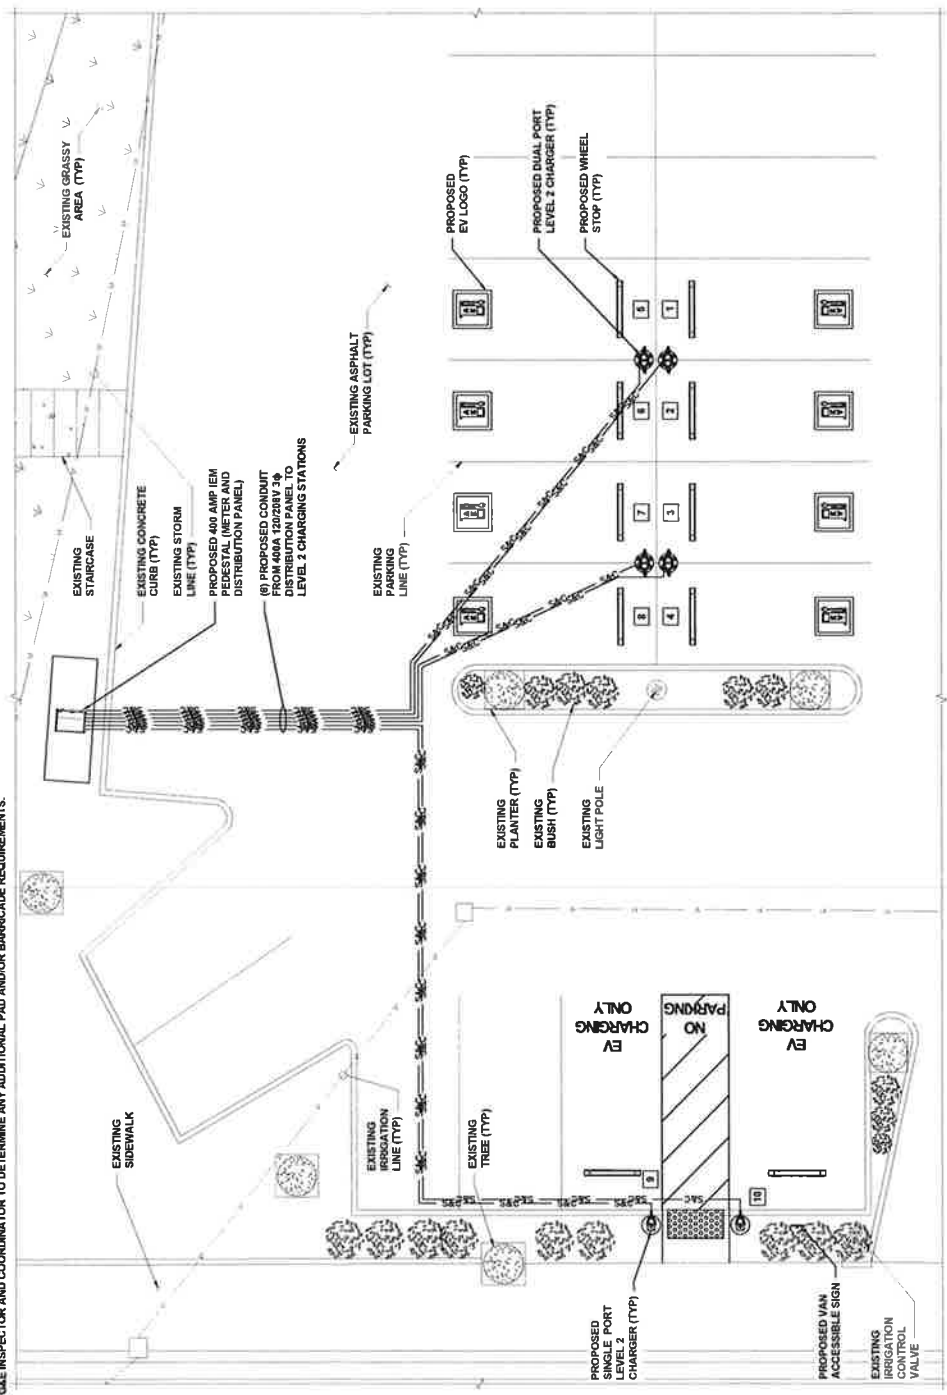 G&E INSPECTOR AND COORDINATOR TO DETERMINE ANY ADDITIONAL PAD AND/OR BARRICADE REQUIREMENTS.
EXISTING
SIDEWALK
EXISTING
STAIRCASE
EXISTING GRASSY
AREA (TYP)
EXISTING CONCRETE
CURB (TYP)
EXISTING STORM
LINE (TYP)
PROPOSED 400 AMP IEM
PEDESTAL (METER AND
DISTRIBUTION PANEL)
(6) PROPOSED CONDUIT
FROM 400A 120/208V 3ϕ
DISTRIBUTION PANEL TO
LEVEL 2 CHARGING STATIONS
EXISTING ASPHALT
PARKING LOT (TYP)
EXISTING
PARKING
LINE (TYP)
PROPOSED
EV LOGO (TYP)
PROPOSED DUAL PORT
LEVEL 2 CHARGER (TYP)
PROPOSED WHEEL
STOP (TYP)
EXISTING
IRRIGATION
LINE (TYP)
EXISTING
TREE (TYP)
EXISTING
PLANTER (TYP)
EXISTING
BUSH (TYP)
EXISTING
LIGHT POLE
8
7
6
5
4
3
2
1
EV
CHARGING
ONLY
NO
PARKING
EV
CHARGING
ONLY
9
10
S&C
PROPOSED
SINGLE PORT
LEVEL 2
CHARGER (TYP)
PROPOSED VAN
ACCESSIBLE SIGN
EXISTING
IRRIGATION
CONTROL
VALVE